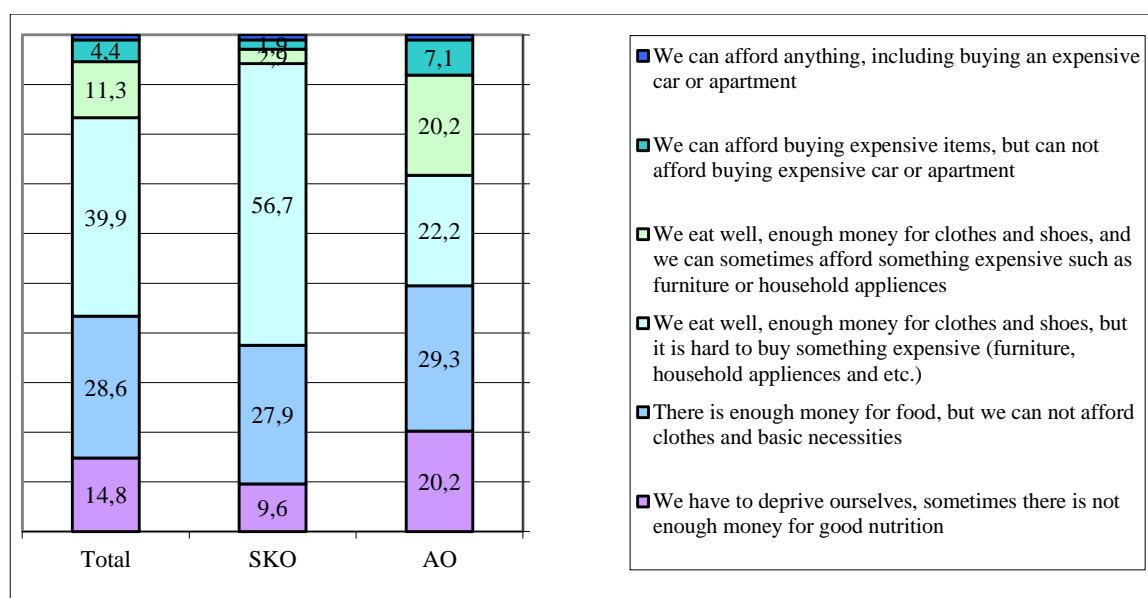 4,4
11,3
39,9
28,6
14,8
1,9
2,9
56,7
27,9
9,6
7,1
20,2
22,2
29,3
20,2
Total
SKO
AO
We can afford anything, including buying an expensive
car or apartment
We can afford buying expensive items, but can not
afford buying expensive car or apartment
We eat well, enough money for clothes and shoes, and
we can sometimes afford something expensive such as
furniture or household appliences
We eat well, enough money for clothes and shoes, but
it is hard to buy something expensive (furniture,
household appliences and etc.)
There is enough money for food, but we can not afford
clothes and basic necessities
We have to deprive ourselves, sometimes there is not
enough money for good nutrition